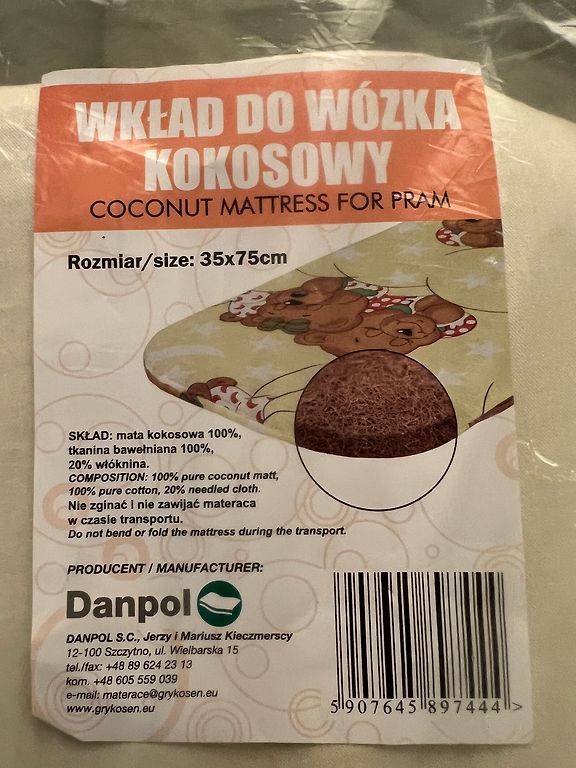 WKŁAD DO WÓZKA
KOKOSOWY
COCONUT MATTRESS FOR PRAM
Rozmiar/size: 35x75cm
SKŁAD: mata kokosowa 100%,
tkanina bawełniana 100%,
20% włóknina.
COMPOSITION: 100% pure coconut matt,
100% pure cotton, 20% needled cloth.
Nie zginać i nie zawijać materaca
w czasie transportu.
Do not bend or fold the mattress during the transport.
PRODUCENT / MANUFACTURER:
Danpol
DANPOL S.C., Jerzy i Mariusz Kieczmerscy
12-100 Szczytno, ul. Wielbarska 15
tel./fax: +48 89 624 23 13
kom. +48 605 559 039
e-mail: materace@grykosen.eu
www.grykosen.eu
5 907645 897444 >